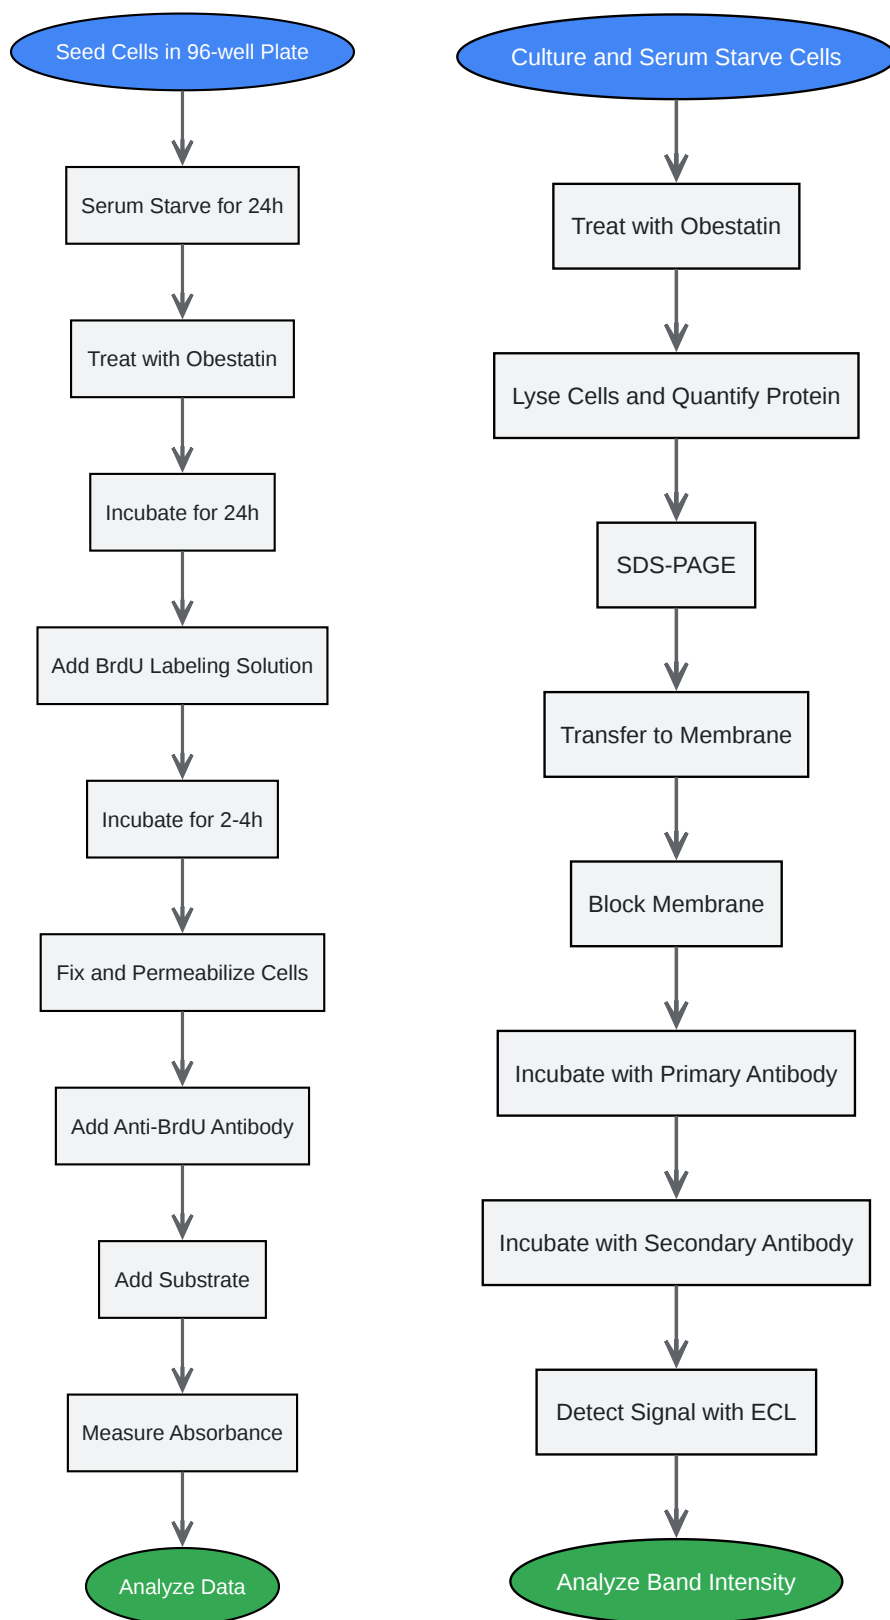 Seed Cells in 96-well Plate
Serum Starve for 24h
Treat with Obestatin
Incubate for 24h
Add BrdU Labeling Solution
Incubate for 2-4h
Fix and Permeabilize Cells
Add Anti-BrdU Antibody
Add Substrate
Measure Absorbance
Analyze Data
Culture and Serum Starve Cells
Treat with Obestatin
Lyse Cells and Quantify Protein
SDS-PAGE
Transfer to Membrane
Block Membrane
Incubate with Primary Antibody
Incubate with Secondary Antibody
Detect Signal with ECL
Analyze Band Intensity